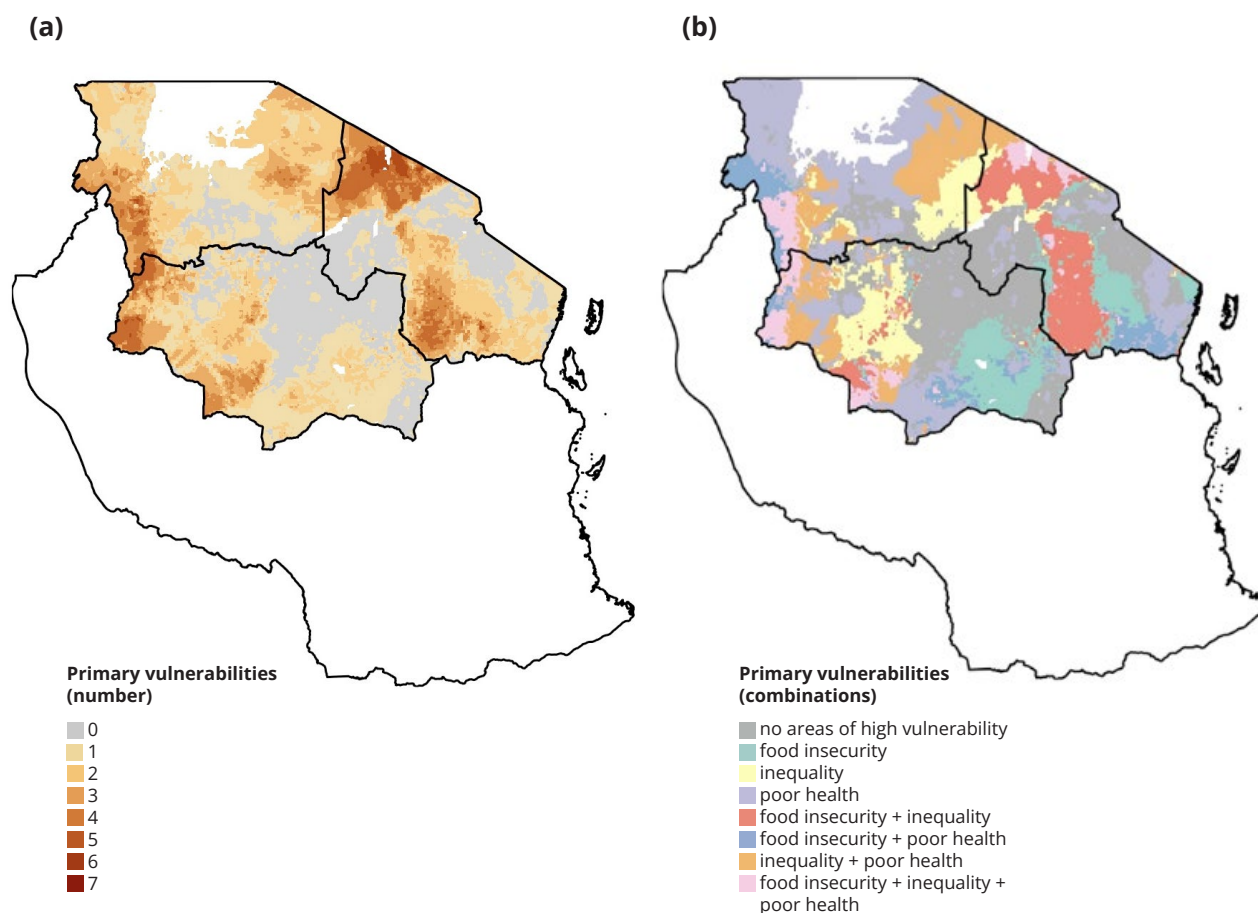 (a)
(b)
Primary vulnerabilities
(number)
0
1
2
3
4
5
6
7
Primary vulnerabilities
(combinations)
no areas of high vulnerability
food insecurity
inequality
poor health
food insecurity + inequality
food insecurity + poor health
inequality + poor health
food insecurity + inequality +
poor health